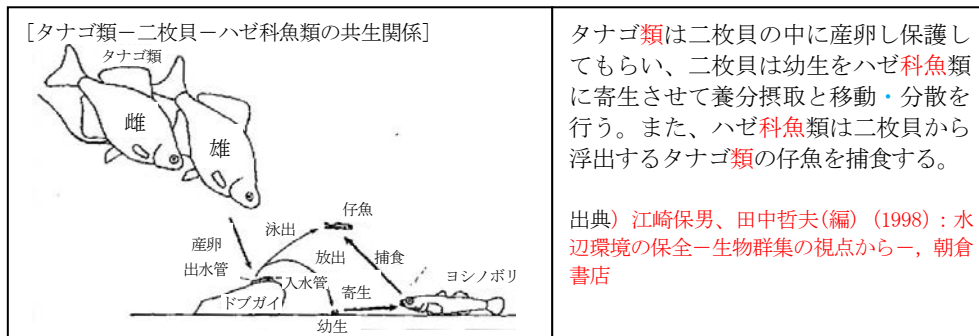 [タナゴ類－二枚貝－ハゼ科魚類の共生関係]
タナゴ類
雌
雄
仔魚
泳出
産卵
放出
捕食
出水管
入水管
ヨシノボリ
ドブガイ
寄生
幼生
タナゴ類は二枚貝の中に産卵し保護し
てもらい、二枚貝は幼生をハゼ科魚類
に寄生させて養分摂取と移動・分散を
行う。また、ハゼ科魚類は二枚貝から
浮出するタナゴ類の仔魚を捕食する。
出典）江崎保男、田中哲夫(編) (1998)：水
辺環境の保全－生物群集の視点から－, 朝倉
書店